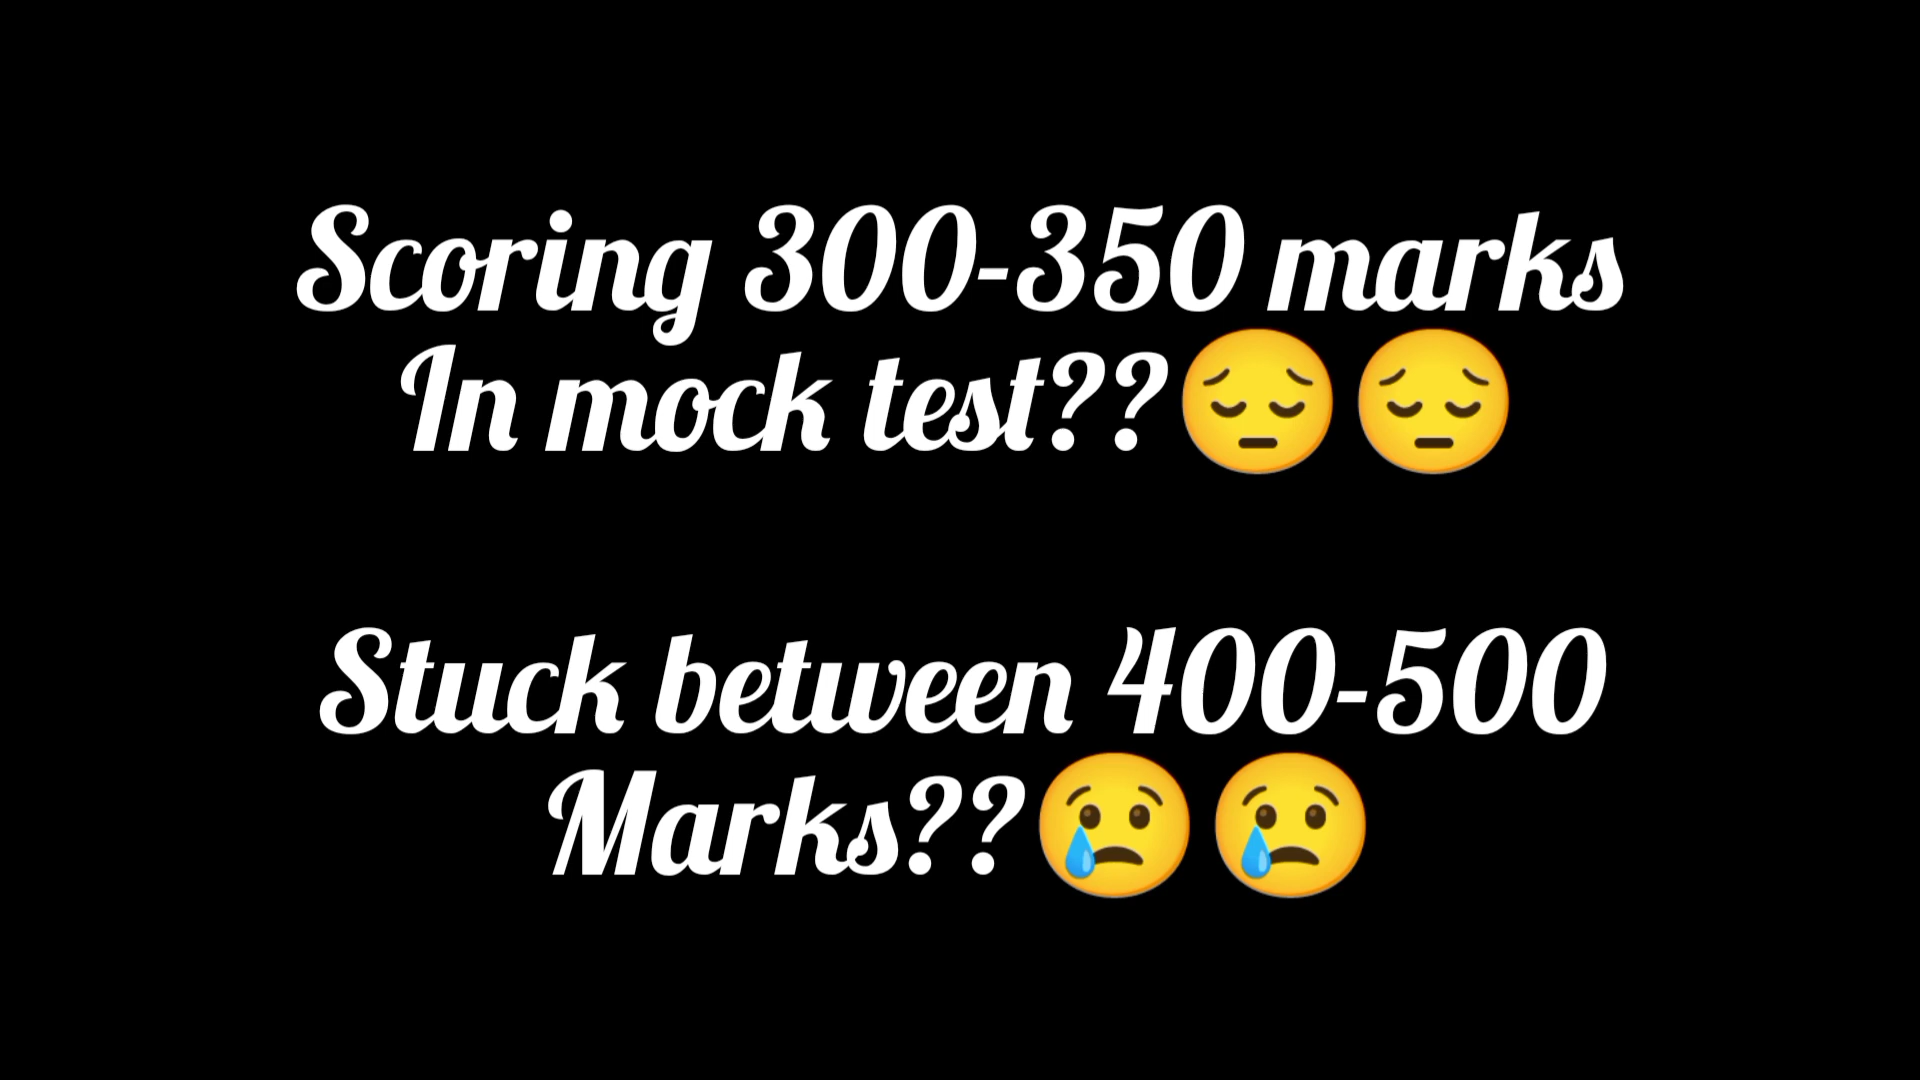 Scoring 300-350 marks
In mock test??😔😔
Stuck between 400-500
Marks??😢😢